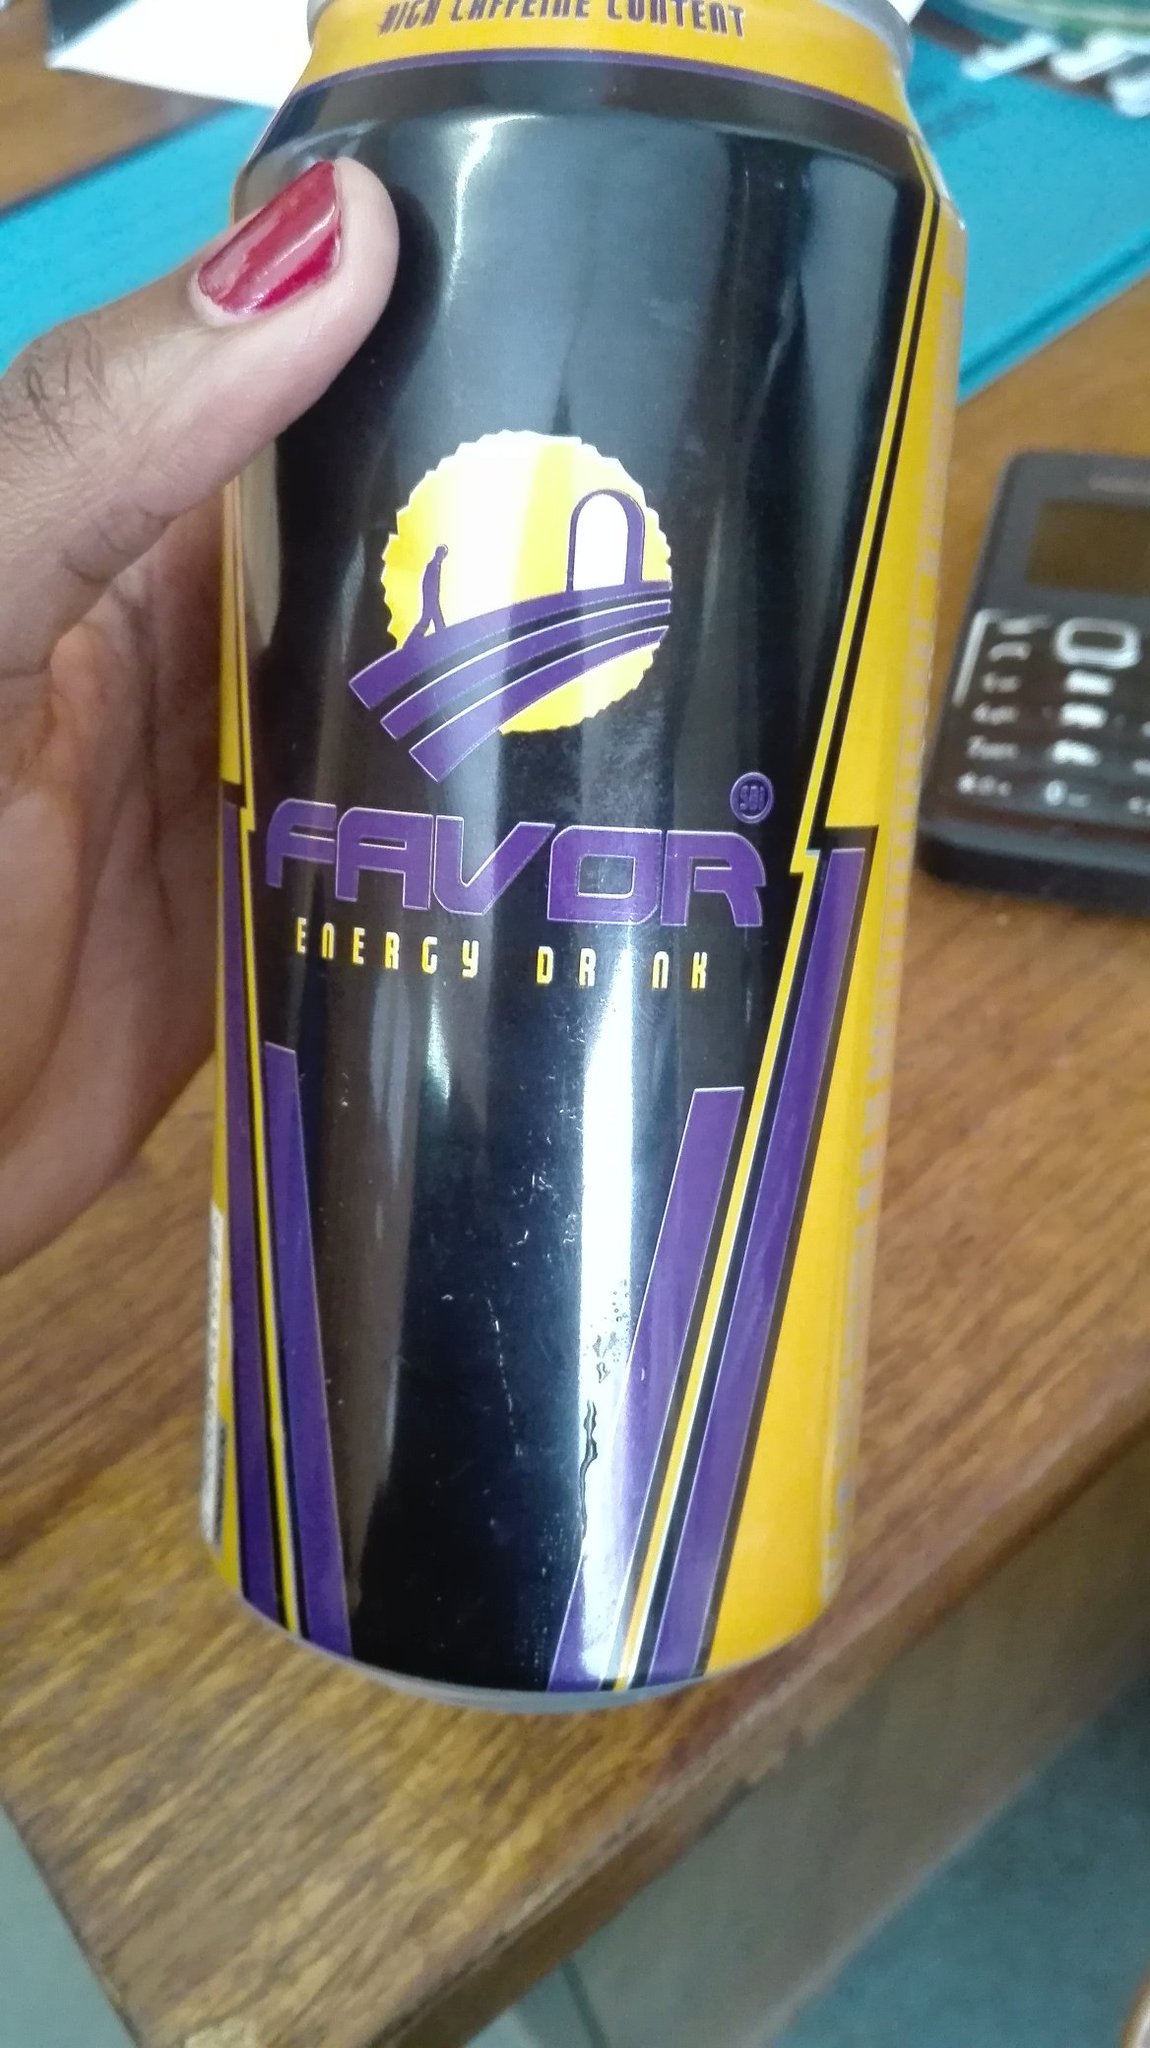 HIGH CAFFEINE CONTENT
FAVOR
ENERGY DRINK